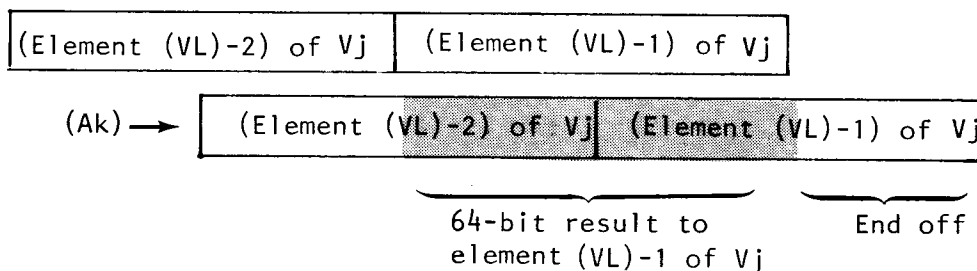 (Element (VL)-2) of Vj (Element (VL)-1) of Vj
(Ak) (Element (VL)-2) of Vj (Element (VL)-1) of Vj
64-bit result to End off
element (VL)-1 of Vj